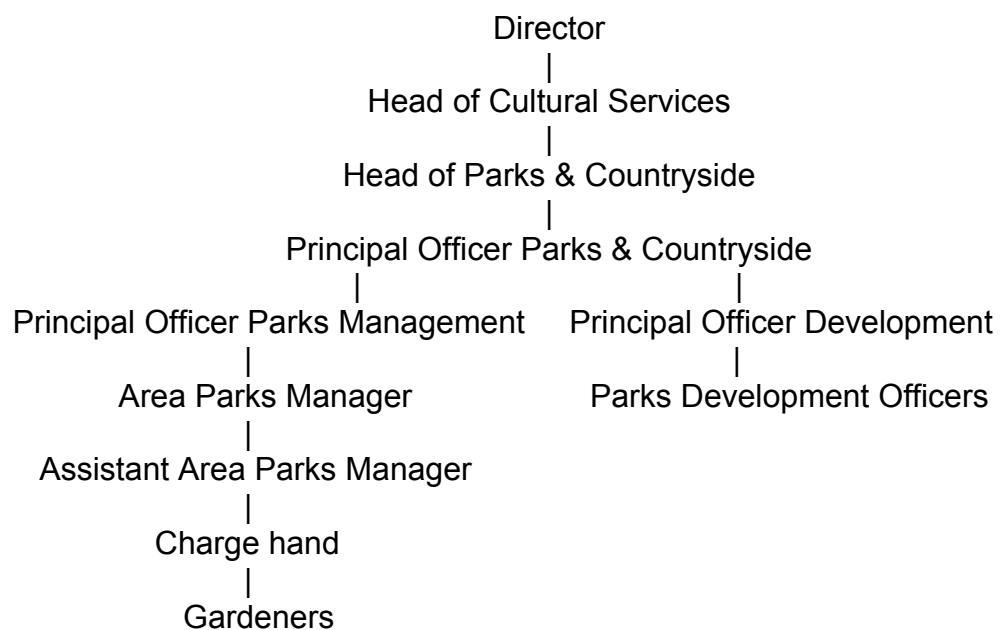 Director
|
Head of Cultural Services
|
Head of Parks & Countryside
|
Principal Officer Parks & Countryside
| |
Principal Officer Parks Management Principal Officer Development
| |
Area Parks Manager Parks Development Officers
|
Assistant Area Parks Manager
|
Charge hand
|
Gardeners